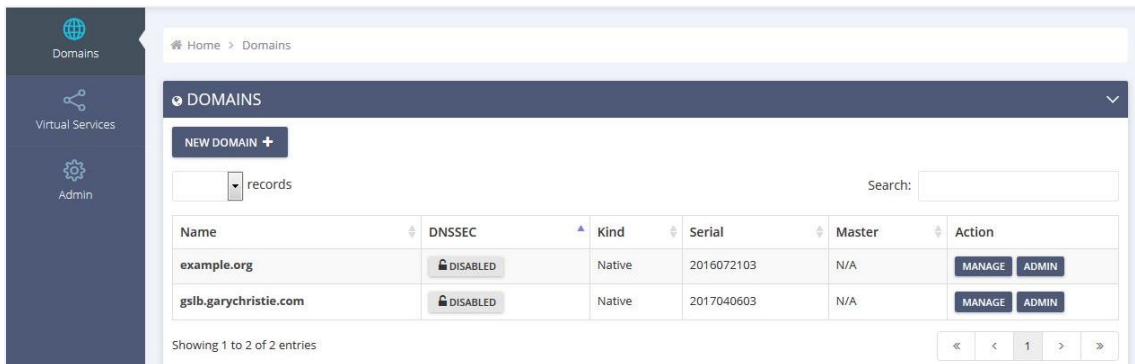 Domains
Virtual Services
Admin
Home > Domains
DOMAINS
NEW DOMAIN +
records
Search:
Name DNSSEC Kind Serial Master Action
example.org DISABLED Native 2016072103 N/A MANAGE ADMIN
gslb.garychristie.com DISABLED Native 2017040603 N/A MANAGE ADMIN
Showing 1 to 2 of 2 entries
« < 1 > »